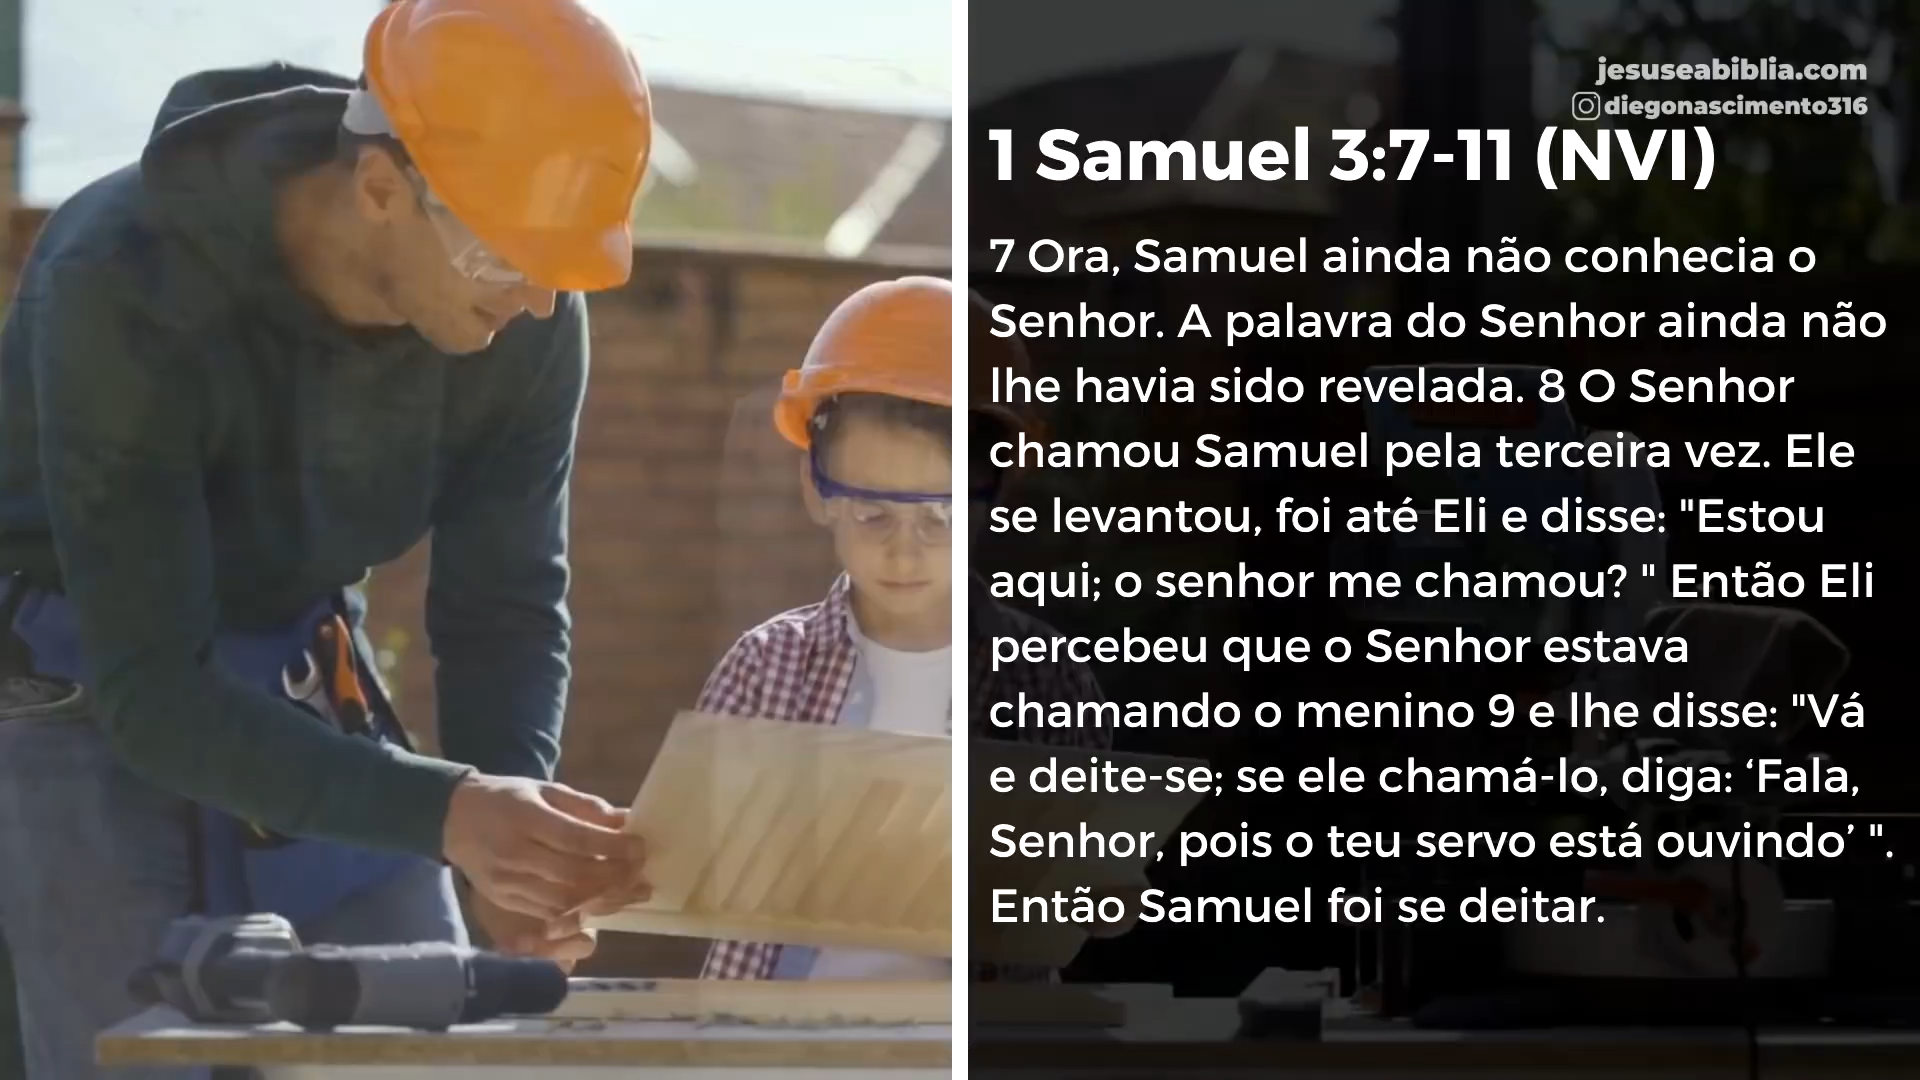 jesuseabiblia.com
diegonascimento316
1 Samuel 3:7-11 (NVI)
7 Ora, Samuel ainda não conhecia o
Senhor. A palavra do Senhor ainda não
lhe havia sido revelada. 8 O Senhor
chamou Samuel pela terceira vez. Ele
se levantou, foi até Eli e disse: "Estou
aqui; o senhor me chamou? " Então Eli
percebeu que o Senhor estava
chamando o menino 9 e lhe disse: "Vá
e deite-se; se ele chamá-lo, diga: ‘Fala,
Senhor, pois o teu servo está ouvindo’ ".
Então Samuel foi se deitar.